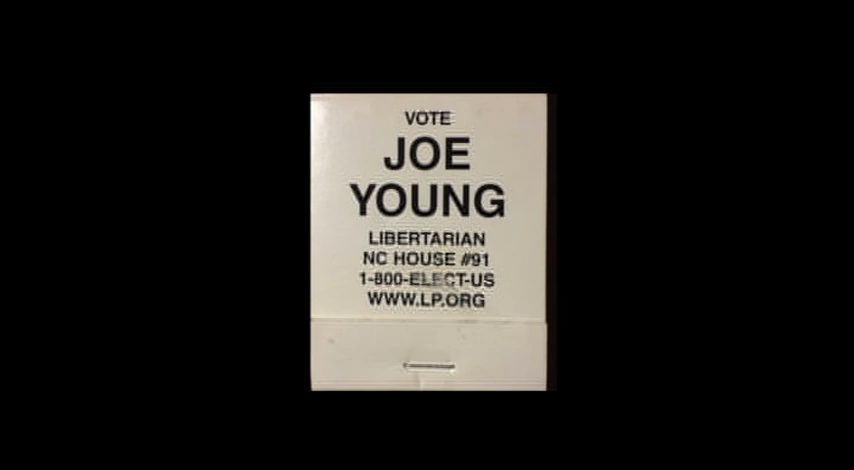 VOTE
JOE
YOUNG
LIBERTARIAN
NC HOUSE #91
1-800-ELECT-US
WWW.LP.ORG